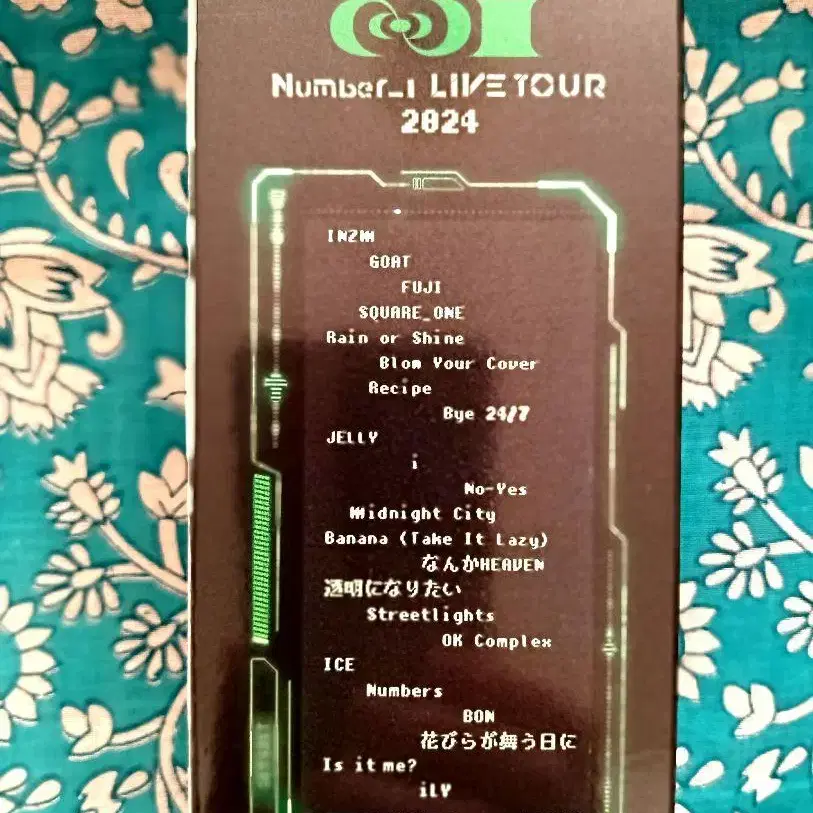 Number_i LIVE TOUR
2024
INZM
GOAT
FUJI
SQUARE_ONE
Rain or Shine
Blow Your Cover
Recipe
Bye 24/7
JELLY
i
No-Yes
Midnight City
Banana (Take It Lazy)
なんかHEAVEN
透明になりたい
Streetlights
OK Complex
ICE
Numbers
BON
花びらが舞う日に
Is it me?
iLY